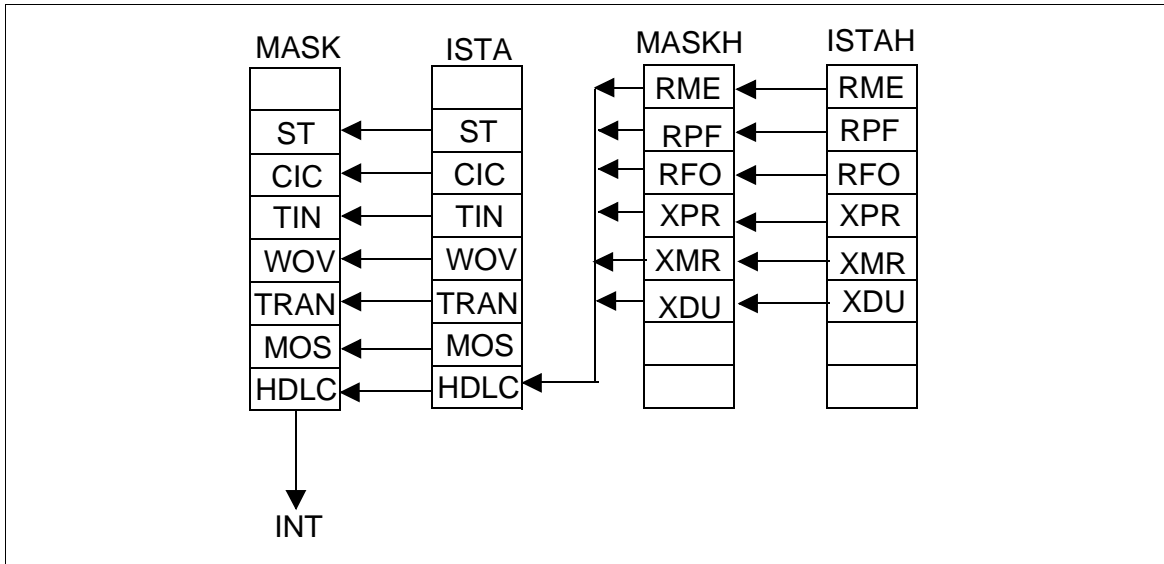 MASK ISTA MASKH ISTAH
RME RME
ST ST RPF RPF
CIC CIC RFO RFO
TIN TIN XPR XPR
WOV WOV XMR XMR
TRAN TRAN XDU XDU
MOS MOS
HDLC HDLC
INT